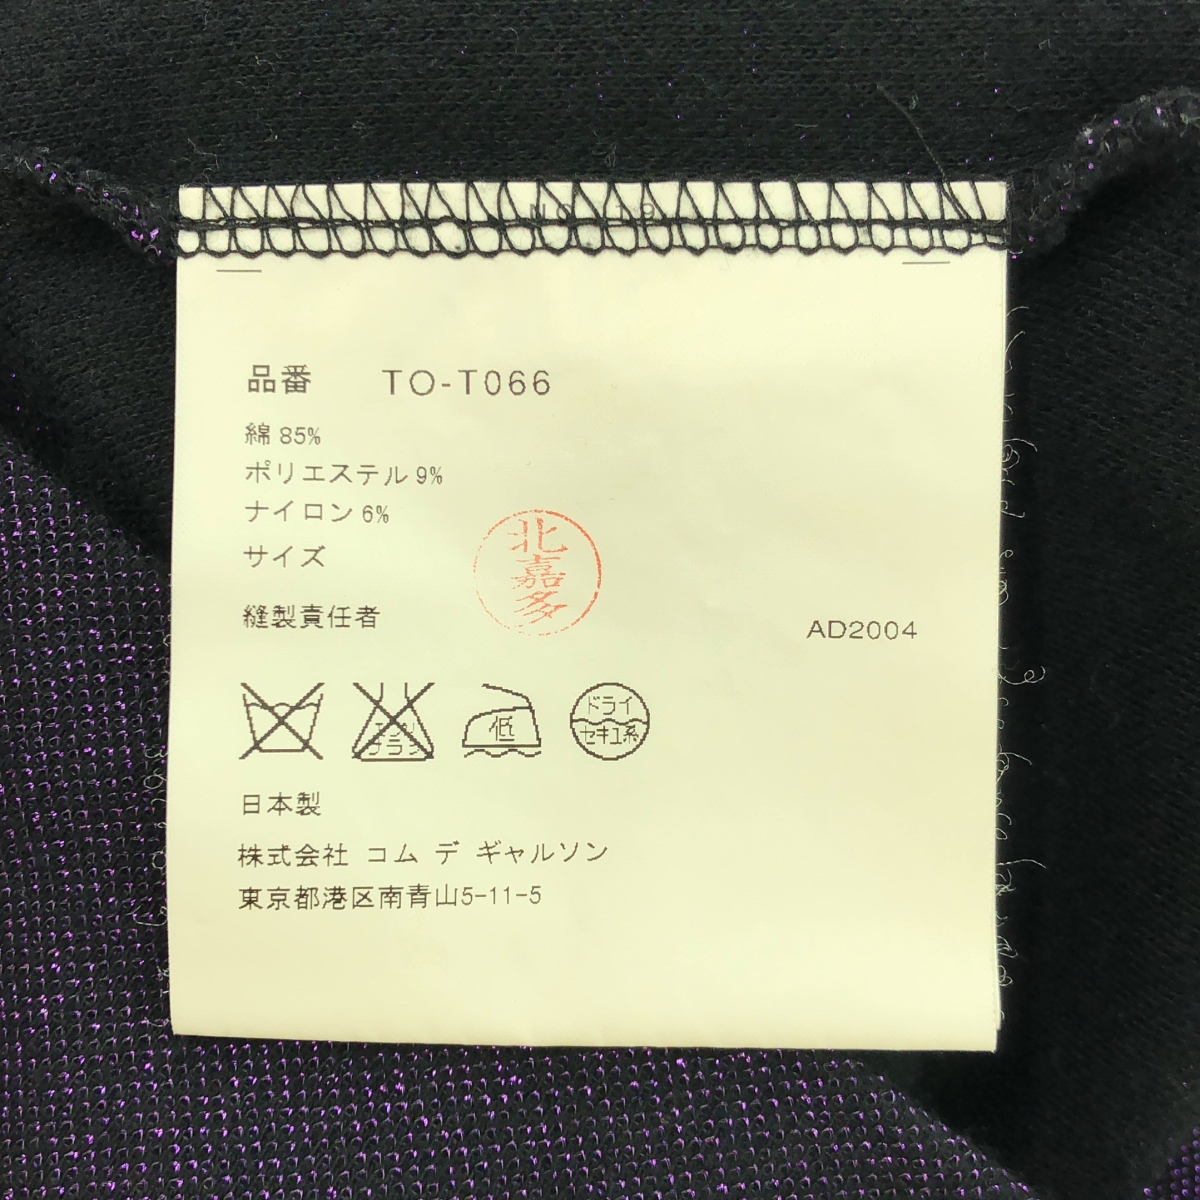 品番 TO-T066
綿 85%
ポリエステル 9%
ナイロン 6%
サイズ
縫製責任者
北嘉多
AD2004
低
ドライ
セキユ系
日本製
株式会社 コム デ ギャルソン
東京都港区南青山5-11-5